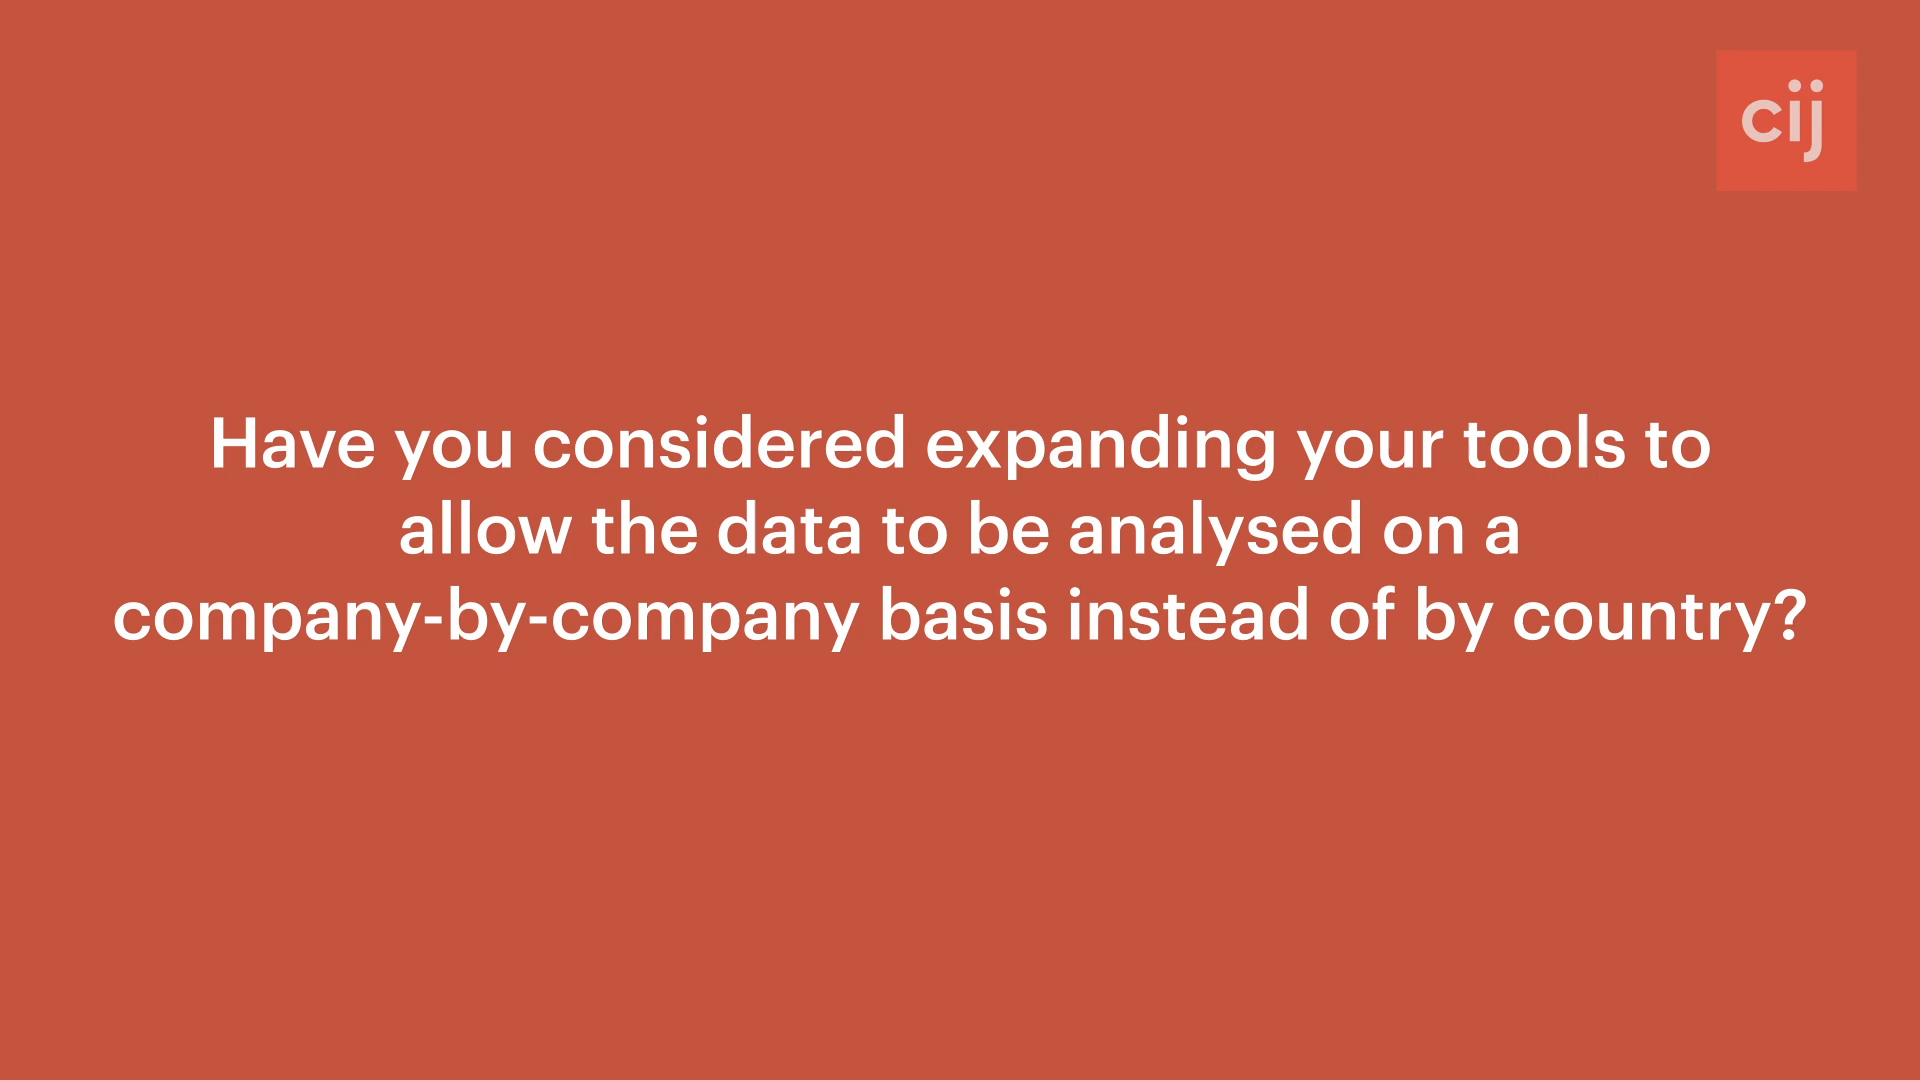 cij
Have you considered expanding your tools to
allow the data to be analysed on a
company-by-company basis instead of by country?